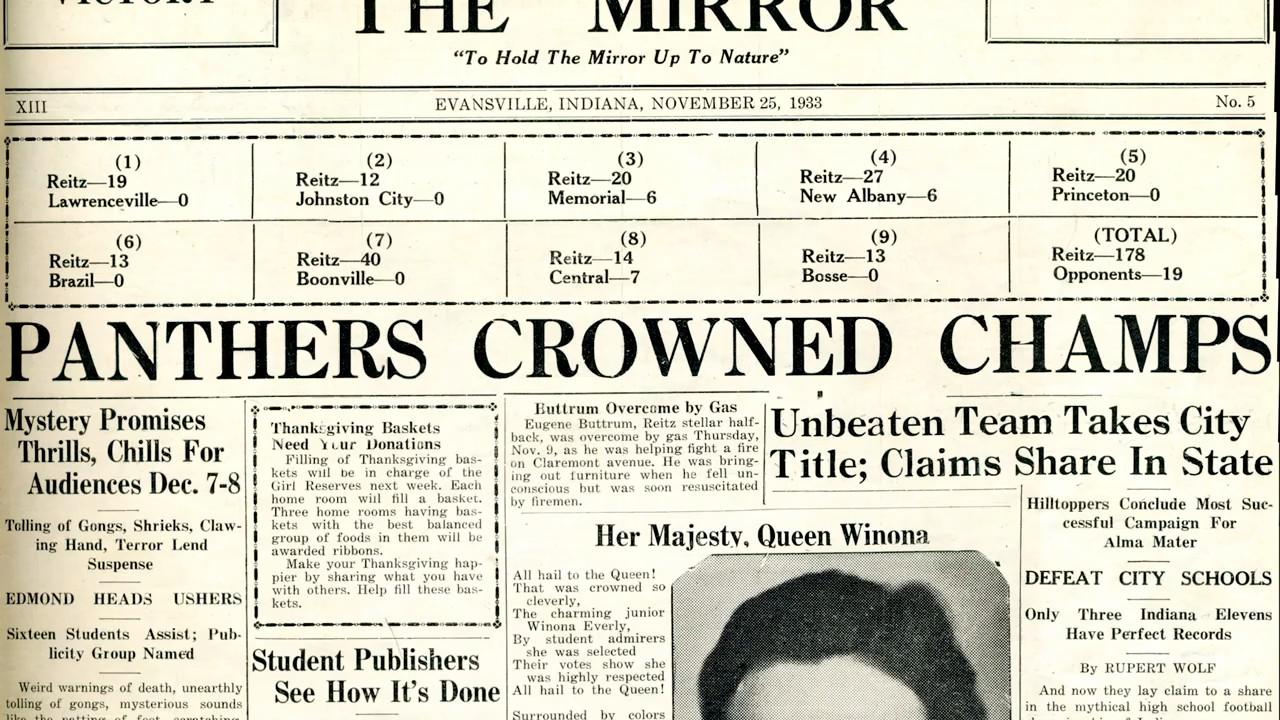 VICTORY
THE MIRROR
"To Hold The Mirror Up To Nature"
XIII
EVANSVILLE, INDIANA, NOVEMBER 25, 1933
No. 5
(1)
Reitz—19
Lawrenceville—0
(2)
Reitz—12
Johnston City—0
(3)
Reitz—20
Memorial—6
(4)
Reitz—27
New Albany—6
(5)
Reitz—20
Princeton—0
(6)
Reitz—13
Brazil—0
(7)
Reitz—40
Boonville—0
(8)
Reitz—14
Central—7
(9)
Reitz—13
Bosse—0
(TOTAL)
Reitz—178
Opponents—19
PANTHERS CROWNED CHAMPS
Mystery Promises
Thrills, Chills For
Audiences Dec. 7-8
Tolling of Gongs, Shrieks, Claw-
ing Hand, Terror Lend
Suspense
EDMOND HEADS USHERS
Sixteen Students Assist; Pub-
licity Group Named
Weird warnings of death, unearthly
tolling of gongs, mysterious sounds
like the patting of feet, scratching
Thanksgiving Baskets
Need Your Donations
Filling of Thanksgiving bas-
kets will be in charge of the
Girl Reserves next week. Each
home room will fill a basket.
Three home rooms having bas-
kets with the best balanced
group of foods in them will be
awarded ribbons.
Make your Thanksgiving hap-
pier by sharing what you have
with others. Help fill these bas-
kets.
Student Publishers
See How It's Done
Buttrum Overcome by Gas
Eugene Buttrum, Reitz stellar half-
back, was overcome by gas Thursday,
Nov. 9, as he was helping fight a fire
on Claremont avenue. He was bring-
ing out furniture when he fell un-
conscious but was soon resuscitated
by firemen.
Her Majesty, Queen Winona
All hail to the Queen!
That was crowned so
cleverly,
The charming junior
Winona Everly,
By student admirers
she was selected
Their votes show she
was highly respected
All hail to the Queen!
Surrounded by colors
Unbeaten Team Takes City
Title; Claims Share In State
Hilltoppers Conclude Most Suc-
cessful Campaign For
Alma Mater
DEFEAT CITY SCHOOLS
Only Three Indiana Elevens
Have Perfect Records
By RUPERT WOLF
And now they lay claim to a share
in the mythical high school football